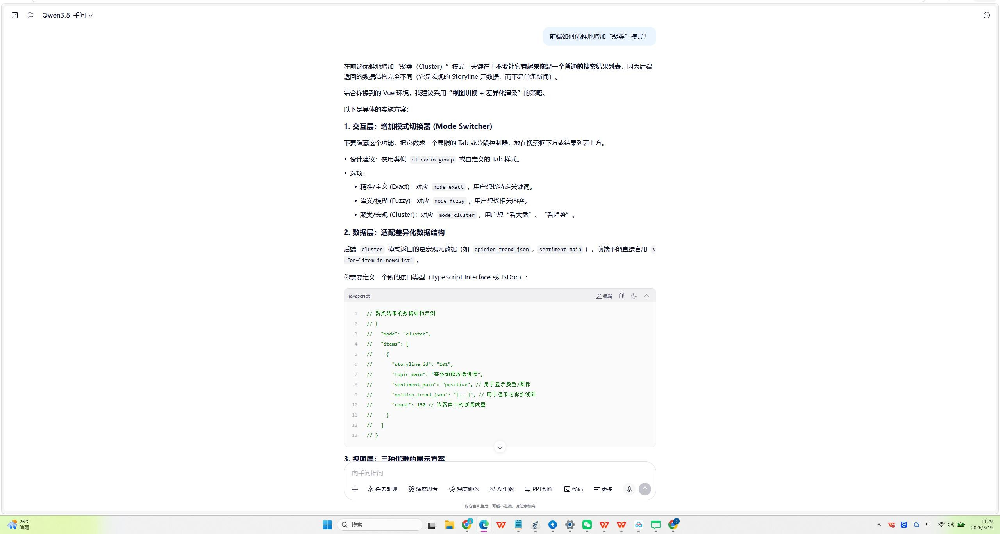 Qwen3.5-千问
前端如何优雅地增加“聚类”模式？
在前端优雅地增加“聚类（Cluster）”模式，关键在于不要让它看起来像是一个普通的搜索结果列表，因为后端
返回的数据结构完全不同（它是宏观的 Storyline 元数据，而不是单条新闻）。
结合你提到的 Vue 环境，我建议采用“视图切换 + 差异化渲染”的策略。
以下是具体的实施方案：
1. 交互层：增加模式切换器 (Mode Switcher)
不要隐藏这个功能，把它做成一个显眼的 Tab 或分段控制器，放在搜索框下方或结果列表上方。
• 设计建议：使用类似 el-radio-group 或自定义的 Tab 样式。
• 选项：
• 精准/全文 (Exact)：对应 mode=exact ，用户想找特定关键词。
• 语义/模糊 (Fuzzy)：对应 mode=fuzzy ，用户想找相关内容。
• 聚类/宏观 (Cluster)：对应 mode=cluster ，用户想“看大盘”、“看趋势”。
2. 数据层：适配差异化数据结构
后端 cluster 模式返回的是宏观元数据（如 opinion_trend_json , sentiment_main ），前端不能直接套用 v
-for="item in newsList" 。
你需要定义一个新的接口类型（TypeScript Interface 或 JSDoc）：
javascript 编辑
1 // 聚类结果的数据结构示例
2 // {
3 //   "mode": "cluster",
4 //   "items": [
5 //     {
6 //       "storyline_id": "101",
7 //       "topic_main": "某地地震救援进展",
8 //       "sentiment_main": "positive", // 用于显示颜色/图标
9 //       "opinion_trend_json": "[...]", // 用于渲染迷你折线图
10 //       "count": 150 // 该聚类下的新闻数量
11 //     }
12 //   ]
13 // }
3. 视图层：三种优雅的展示方案
向千问提问
任务助理 深度思考 深度研究 AI生图 PPT创作 代码 更多
内容由AI生成，可能不准确，请注意核实
26°C
阵雨
搜索
中
11:29
2026/3/19